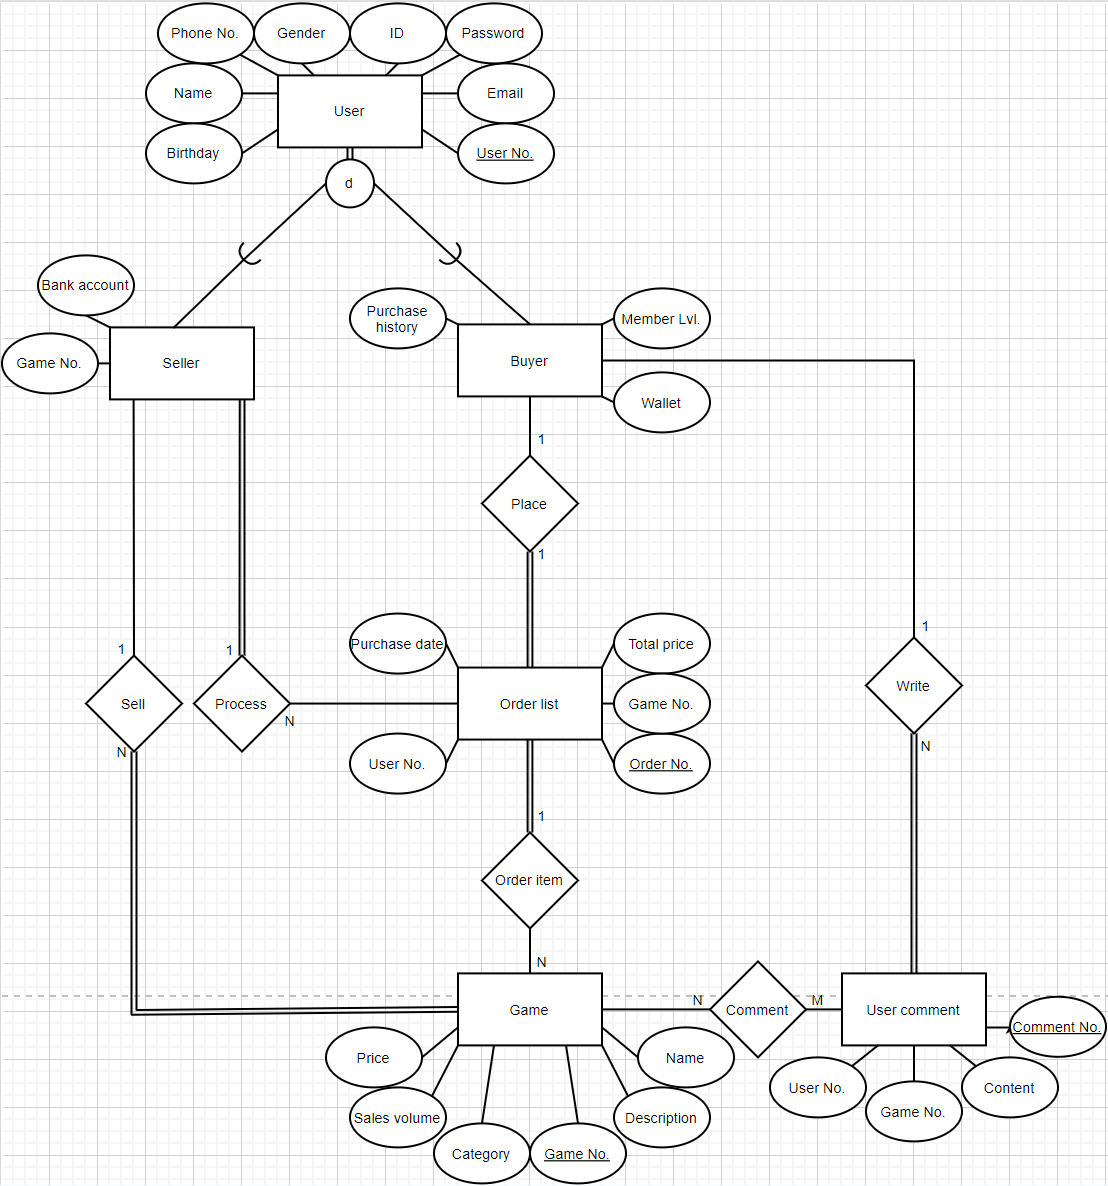 Phone No.
Gender
ID
Password
Name
User
Email
Birthday
User No.
d
Bank account
Purchase
history
Member Lvl.
Game No.
Seller
Buyer
Wallet
1
Place
1
1
1
1
Purchase date
Total price
Write
Sell
Process
Order list
Game No.
N
N
N
User No.
Order No.
1
Order item
N
Game
N
Comment
M
User comment
Comment No.
Price
Name
User No.
Content
Game No.
Sales volume
Description
Category
Game No.